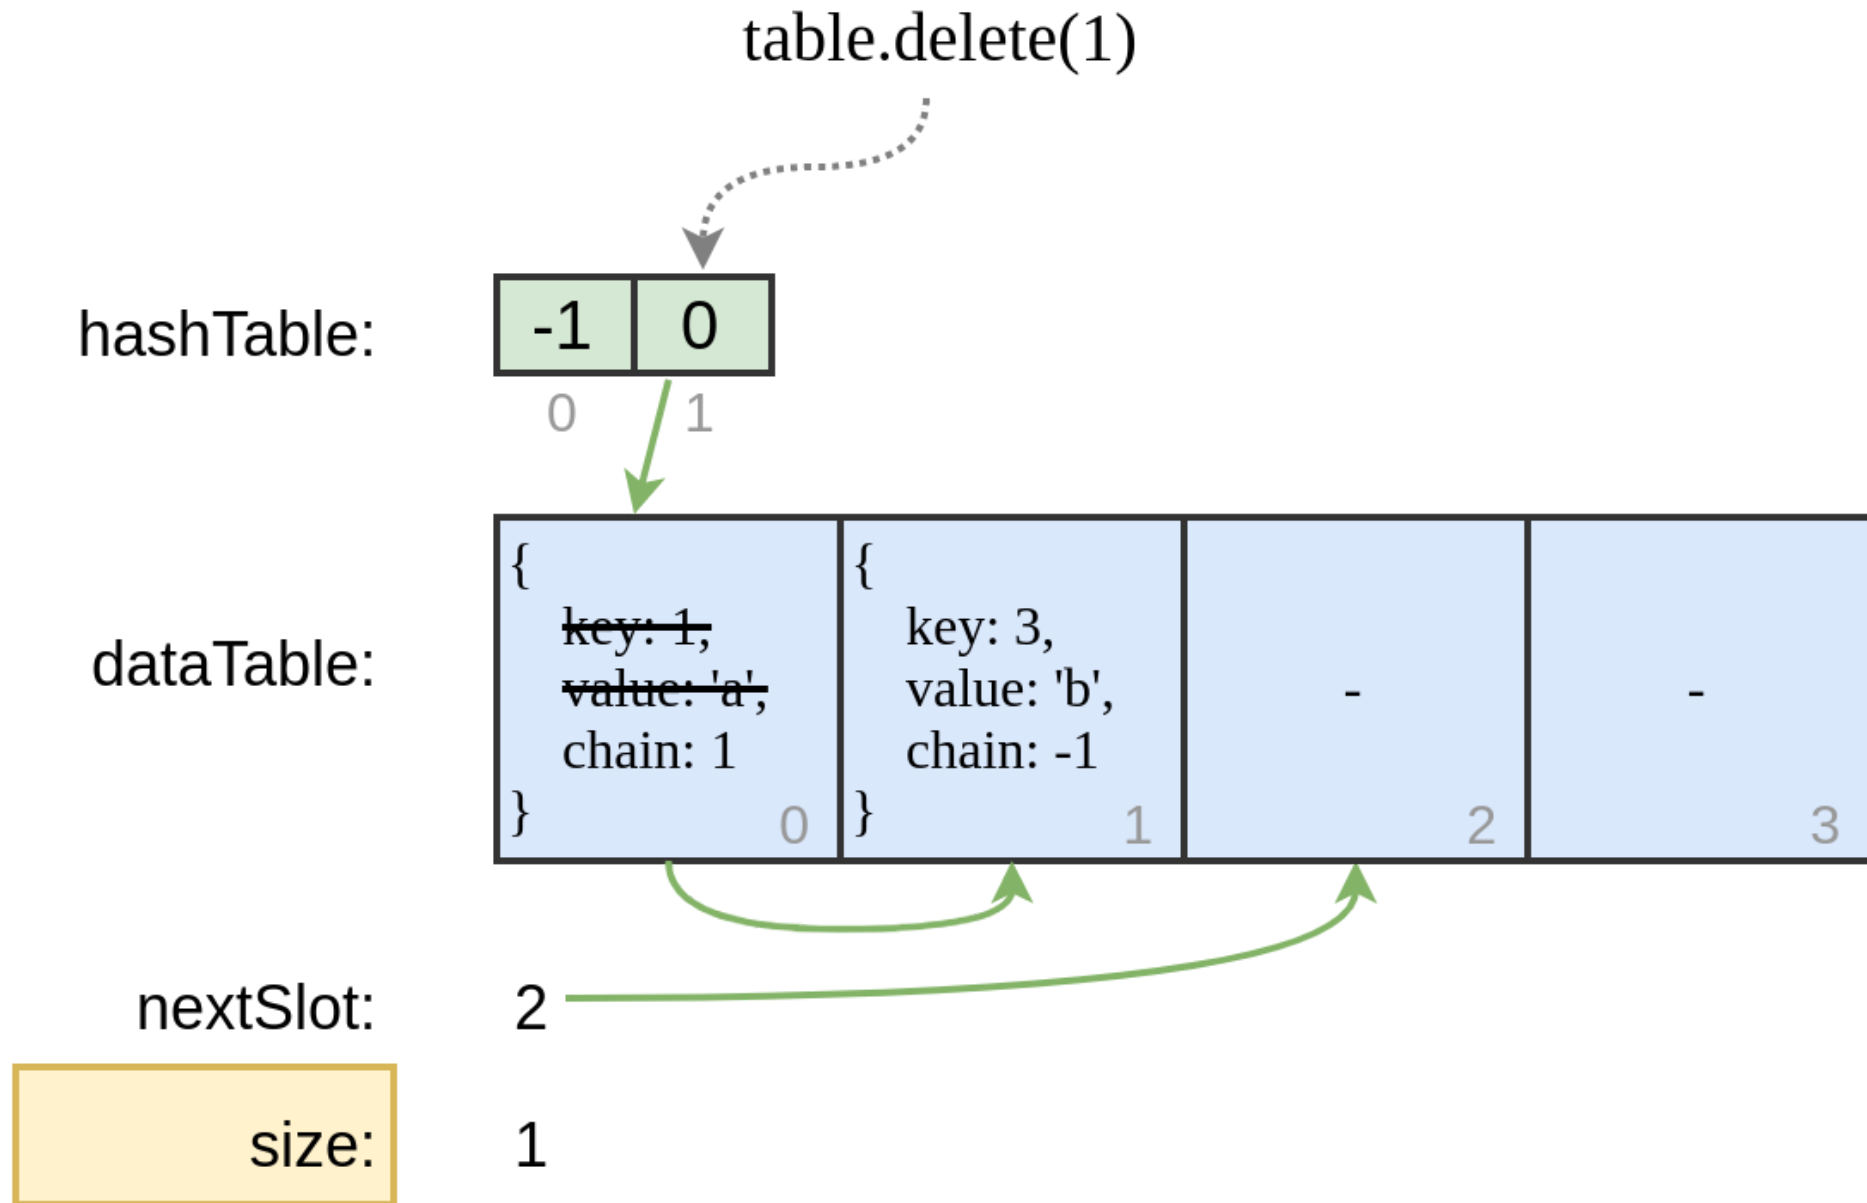 table.delete(1)
hashTable:
-1 0
0 1
dataTable:
{
key: 1,
value: 'a',
chain: 1
}
0
{
key: 3,
value: 'b',
chain: -1
}
1
-
2
-
3
nextSlot: 2
size: 1